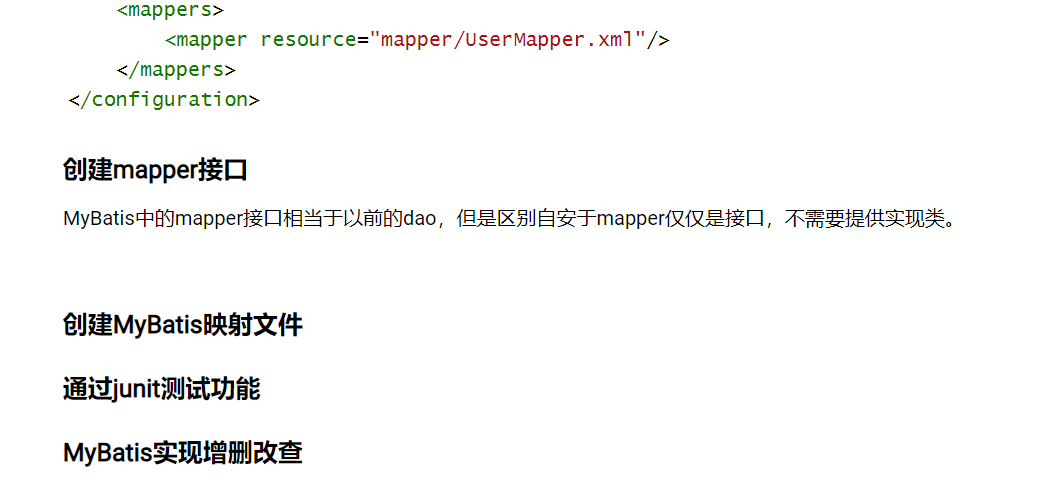 <mappers>
<mapper resource="mapper/UserMapper.xml"/>
</mappers>
</configuration>
创建mapper接口
MyBatis中的mapper接口相当于以前的dao，但是区别自安于mapper仅仅是接口，不需要提供实现类。
创建MyBatis映射文件
通过junit测试功能
MyBatis实现增删改查